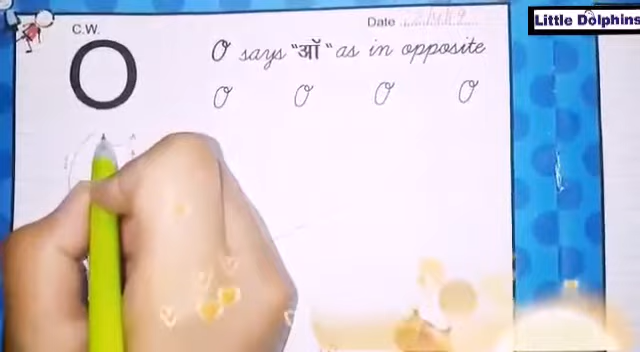 Little Dolphins
C.W.
Date
O
O says "ऑ" as in opposite
O O O O